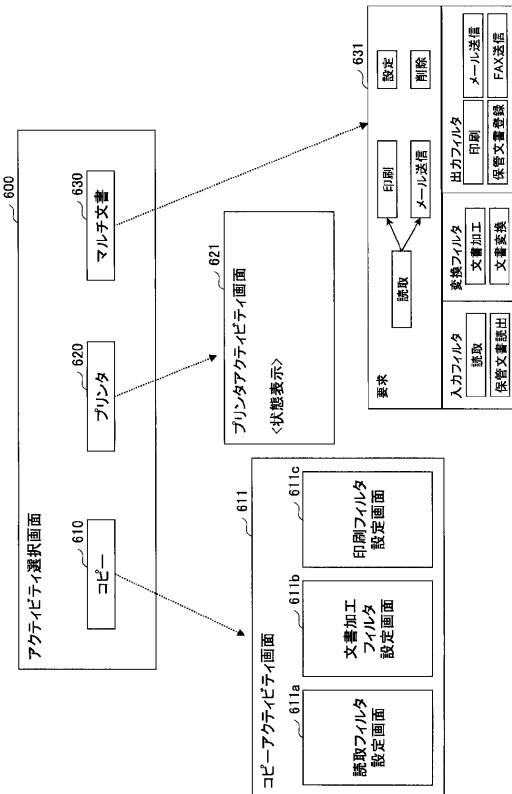 600
アクティビティ選択画面
610
コピー
620
プリンタ
630
マルチ文書
611
コピーアクティビティ画面
611a
読取フィルタ
設定画面
611b
文書加工
フィルタ
設定画面
611c
印刷フィルタ
設定画面
621
プリンタアクティビティ画面
<状態表示>
631
要求
読取
印刷
メール送信
設定
削除
入力フィルタ
読取
保管文書読出
変換フィルタ
文書加工
文書変換
出力フィルタ
印刷
メール送信
保管文書登録
FAX送信